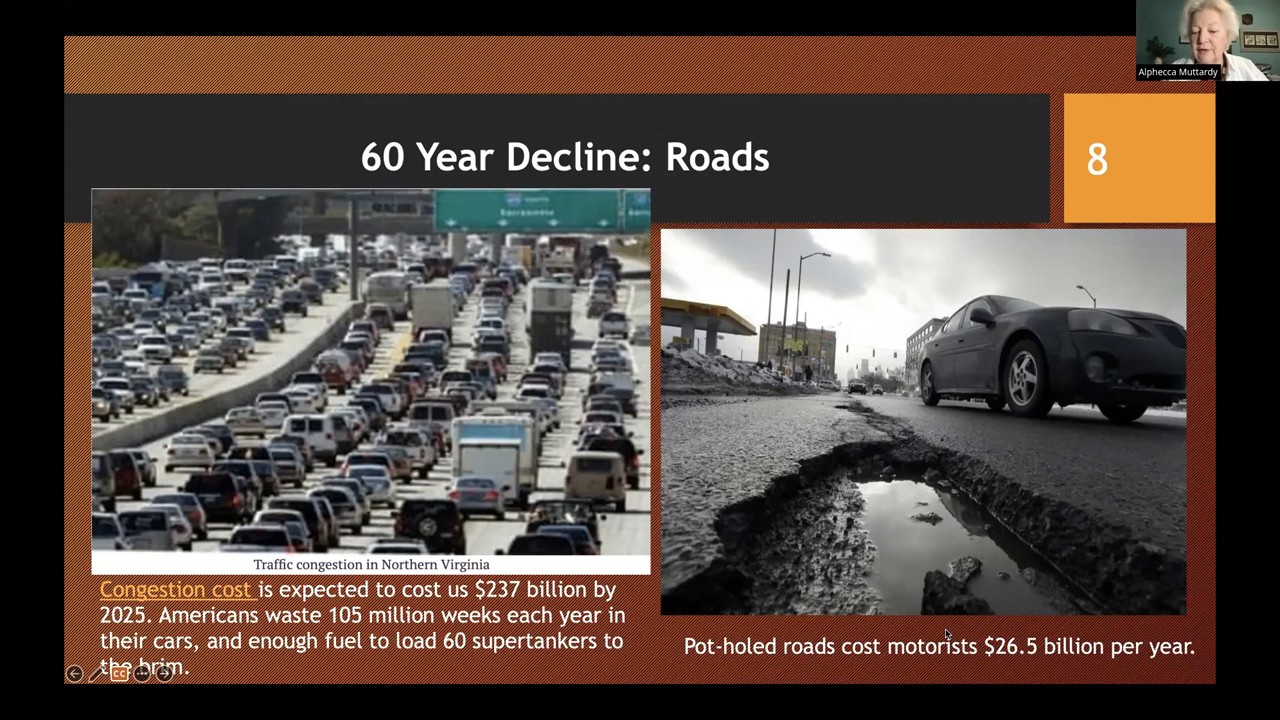 Alphecca Muttardy
60 Year Decline: Roads
8
Sacramento
Traffic congestion in Northern Virginia
Congestion cost is expected to cost us $237 billion by
2025. Americans waste 105 million weeks each year in
their cars, and enough fuel to load 60 supertankers to
the brim.
Pot-holed roads cost motorists $26.5 billion per year.
CC